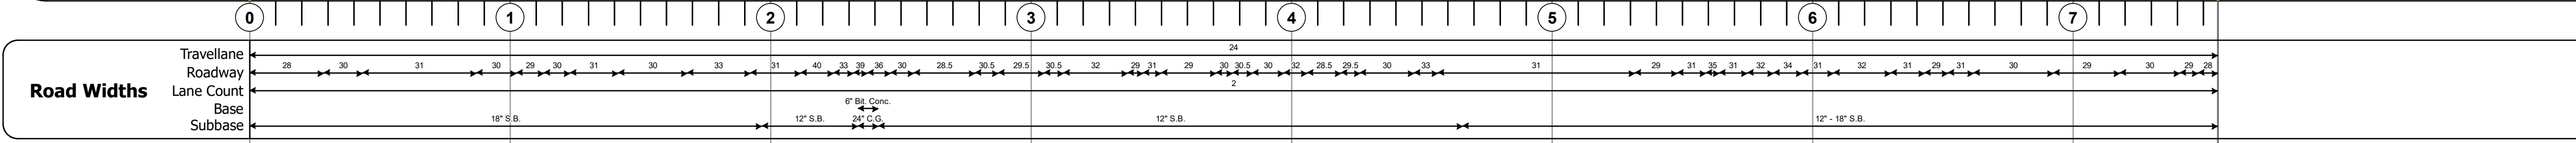 0 1 2 3 4 5 6 7
Road Widths
Travellane 24
Roadway 28 30 31 30 29 30 31 30 33 31 40 33 39 36 30 28.5 30.5 29.5 30.5 32 29 31 29 30 30.5 30 32 28.5 29.5 30 33 31 29 31 35 31 32 34 31 32 31 29 31 30 29 30 29 28
Lane Count 2
Base 6" Bit. Conc.
Subbase 18" S.B. 12" S.B. 24" C.G. 12" S.B. 12" - 18" S.B.